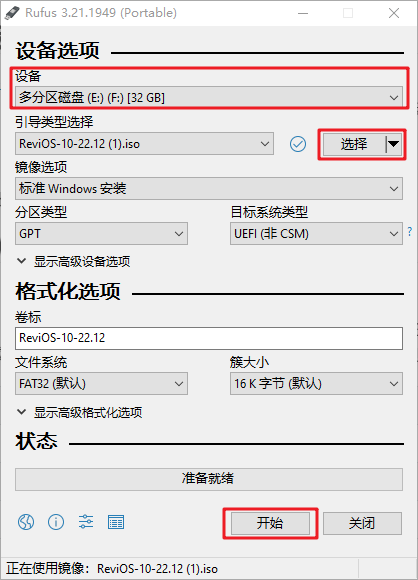 Rufus 3.21.1949 (Portable)
设备选项
设备
多分区磁盘 (E:) (F:) [32 GB]
引导类型选择
ReviOS-10-22.12 (1).iso
选择
镜像选项
标准 Windows 安装
分区类型
目标系统类型
GPT
UEFI (非 CSM)
?
显示高级设备选项
格式化选项
卷标
ReviOS-10-22.12
文件系统
簇大小
FAT32 (默认)
16 K 字节 (默认)
显示高级格式化选项
状态
准备就绪
开始
关闭
正在使用镜像: ReviOS-10-22.12 (1).iso